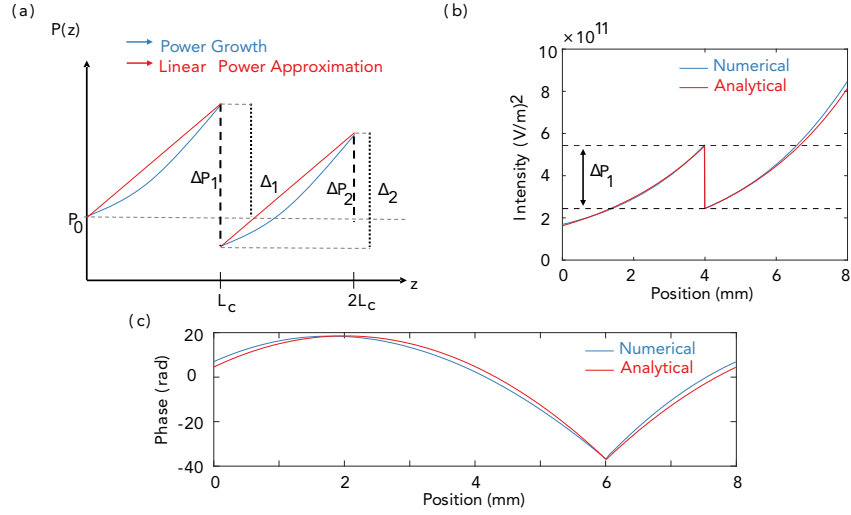 (a)
P(z)
Power Growth
Linear Power Approximation
ΔP1
Δ1
ΔP2
Δ2
P0
Lc
2Lc
z
(b)
×10^11
Numerical
Analytical
Intensity (V/m)2
10
8
6
4
2
0
ΔP1
0
2
4
6
8
Position (mm)
(c)
Numerical
Analytical
Phase (rad)
20
0
-20
-40
0
2
4
6
8
Position (mm)